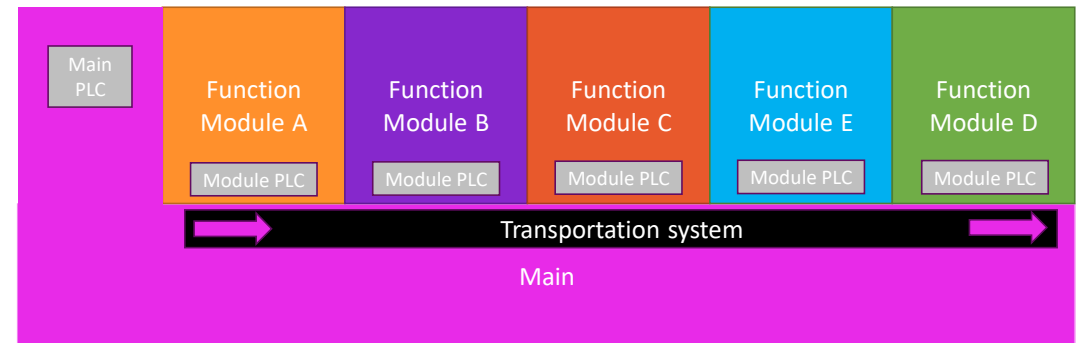 Main
PLC
Function
Module A
Module PLC
Function
Module B
Module PLC
Function
Module C
Module PLC
Function
Module E
Module PLC
Function
Module D
Module PLC
Transportation system
Main